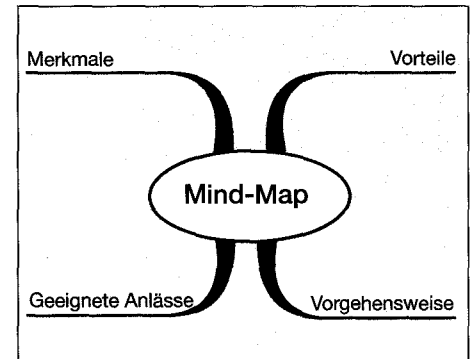 Merkmale
Vorteile
Mind-Map
Geeignete Anlässe
Vorgehensweise